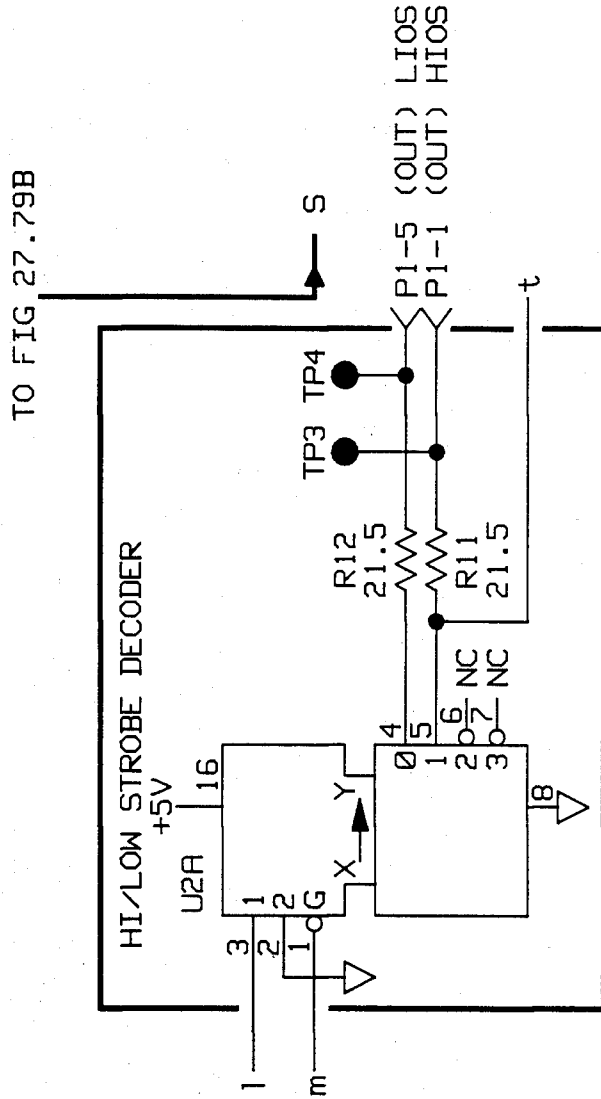 TO FIG 27.79B
S
HI/LOW STROBE DECODER
+5V
U2A
16
TP3
TP4
l
3
1
2
2
m
1
G
X
Y
R12
21.5
0
4
P1-5 (OUT) LIOS
1
5
P1-1 (OUT) HIOS
R11
21.5
2
6
NC
3
7
NC
8
t